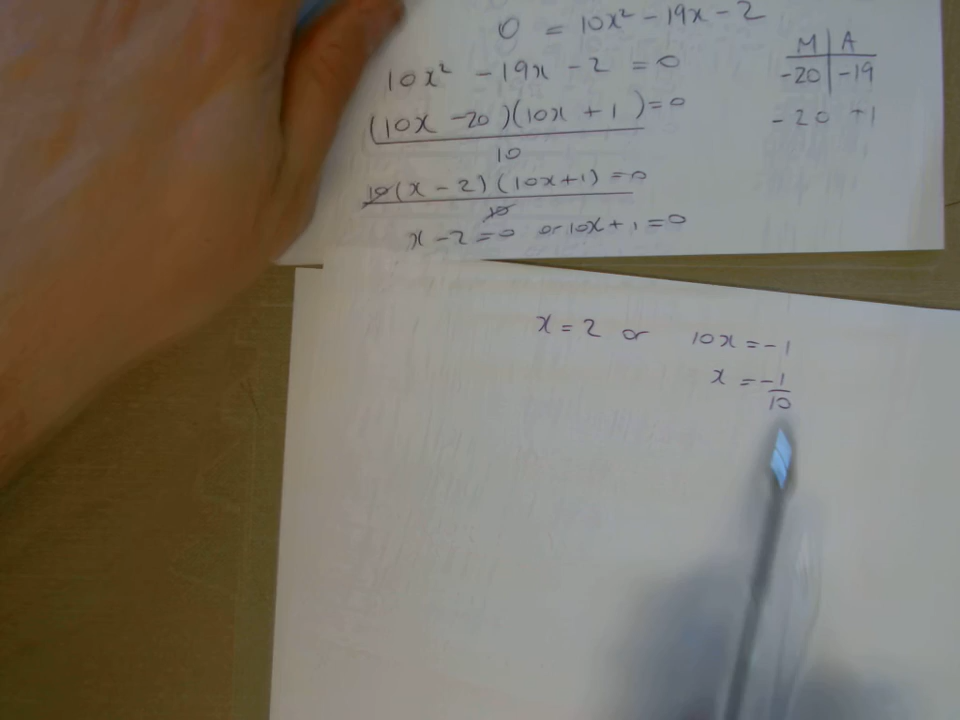 0 = 10x² - 19x - 2
10x² - 19x - 2 = 0
(10x - 20)(10x + 1) = 0
10
10(x - 2)(10x + 1) = 0
10
x - 2 = 0 or 10x + 1 = 0
M | A
-20 | -19
-20 +1
x = 2 or 10x = -1
x = -1/10